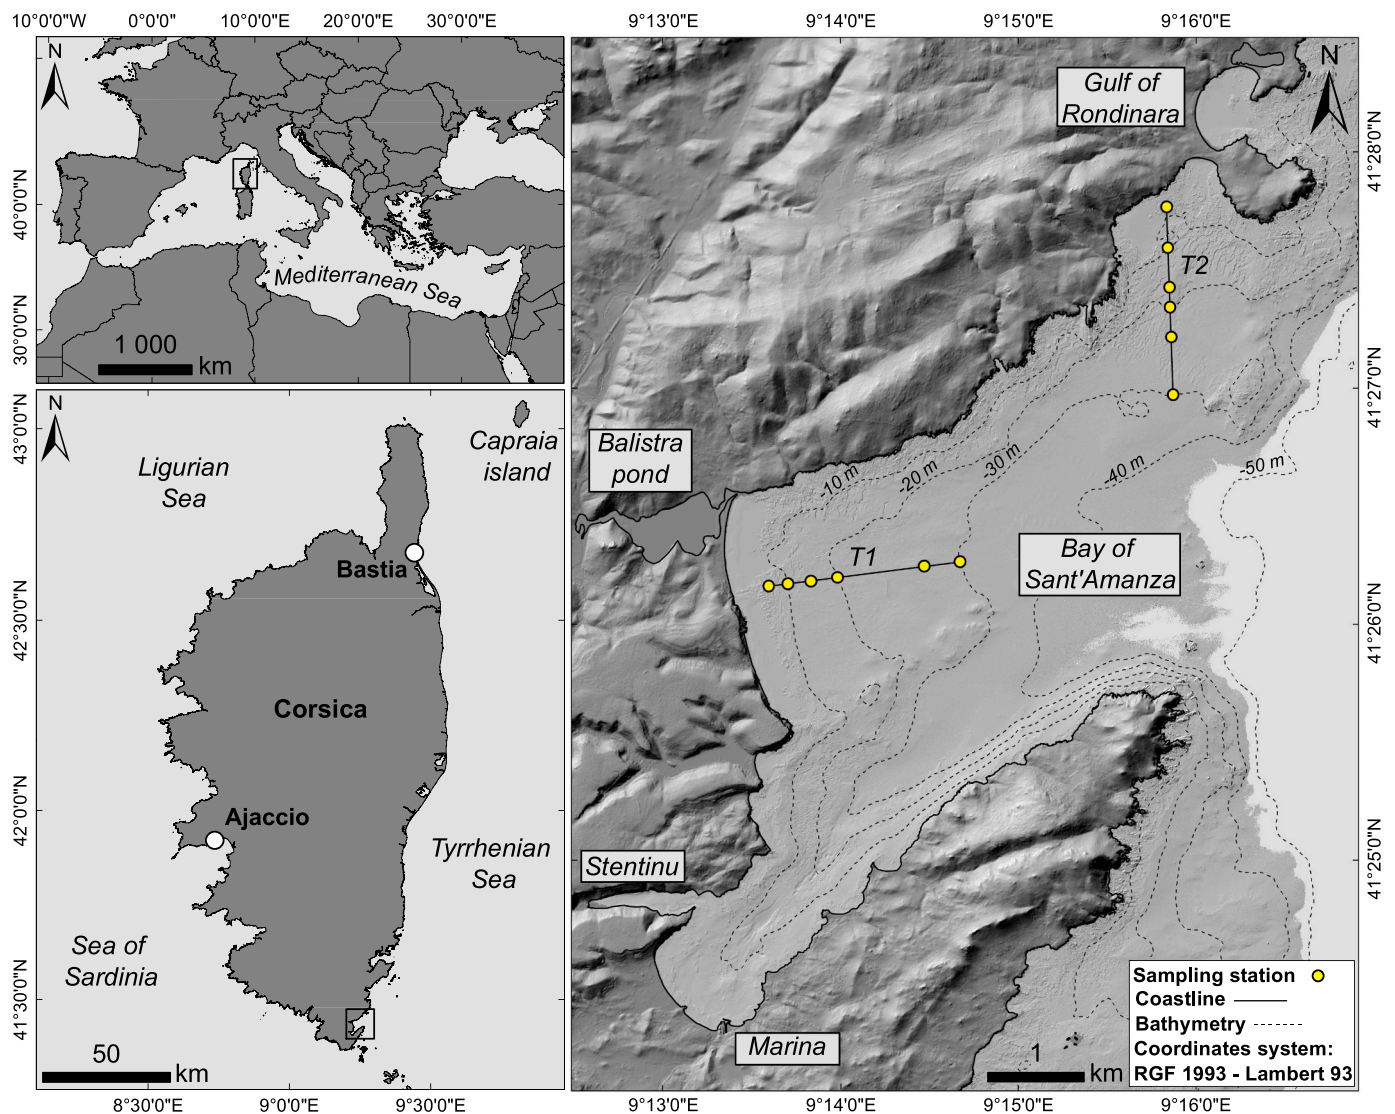 10°0'0"W
0°0'0"
10°0'0"E
20°0'0"E
30°0'0"E
N
40°0'0"N
30°0'0"N
Mediterranean Sea
1 000
km
N
43°0'0"N
42°30'0"N
42°0'0"N
41°30'0"N
Capraia
island
Ligurian
Sea
Bastia
Corsica
Ajaccio
Tyrrhenian
Sea
Sea of
Sardinia
50
km
8°30'0"E
9°0'0"E
9°30'0"E
9°13'0"E
9°14'0"E
9°15'0"E
9°16'0"E
N
Gulf of
Rondinara
41°28'0"N
41°27'0"N
41°26'0"N
41°25'0"N
T2
Balistra
pond
-10 m
-20 m
-30 m
-40 m
-50 m
T1
Bay of
Sant'Amanza
Stentinu
Marina
1
km
Sampling station
Coastline
Bathymetry
Coordinates system:
RGF 1993 - Lambert 93
9°13'0"E
9°14'0"E
9°15'0"E
9°16'0"E